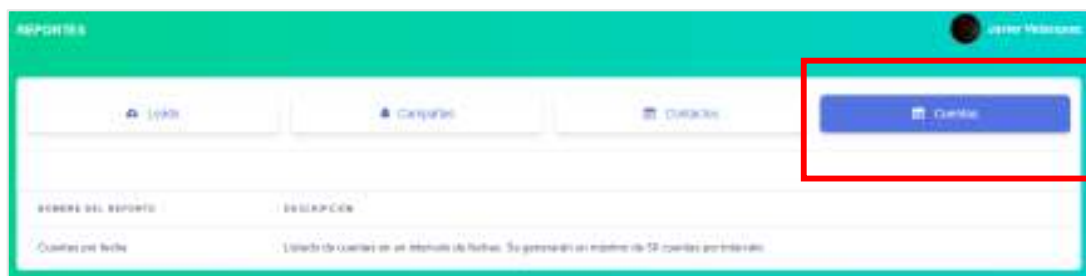 REPORTES
Javier Velazquez
Leads
Campañas
Contactos
Cuentas
NOMBRE DEL REPORTE
DESCRIPCIÓN
Cuentas por fecha
Listado de cuentas en un intervalo de fechas. Se generarán un máximo de 50 cuentas por intervalo.